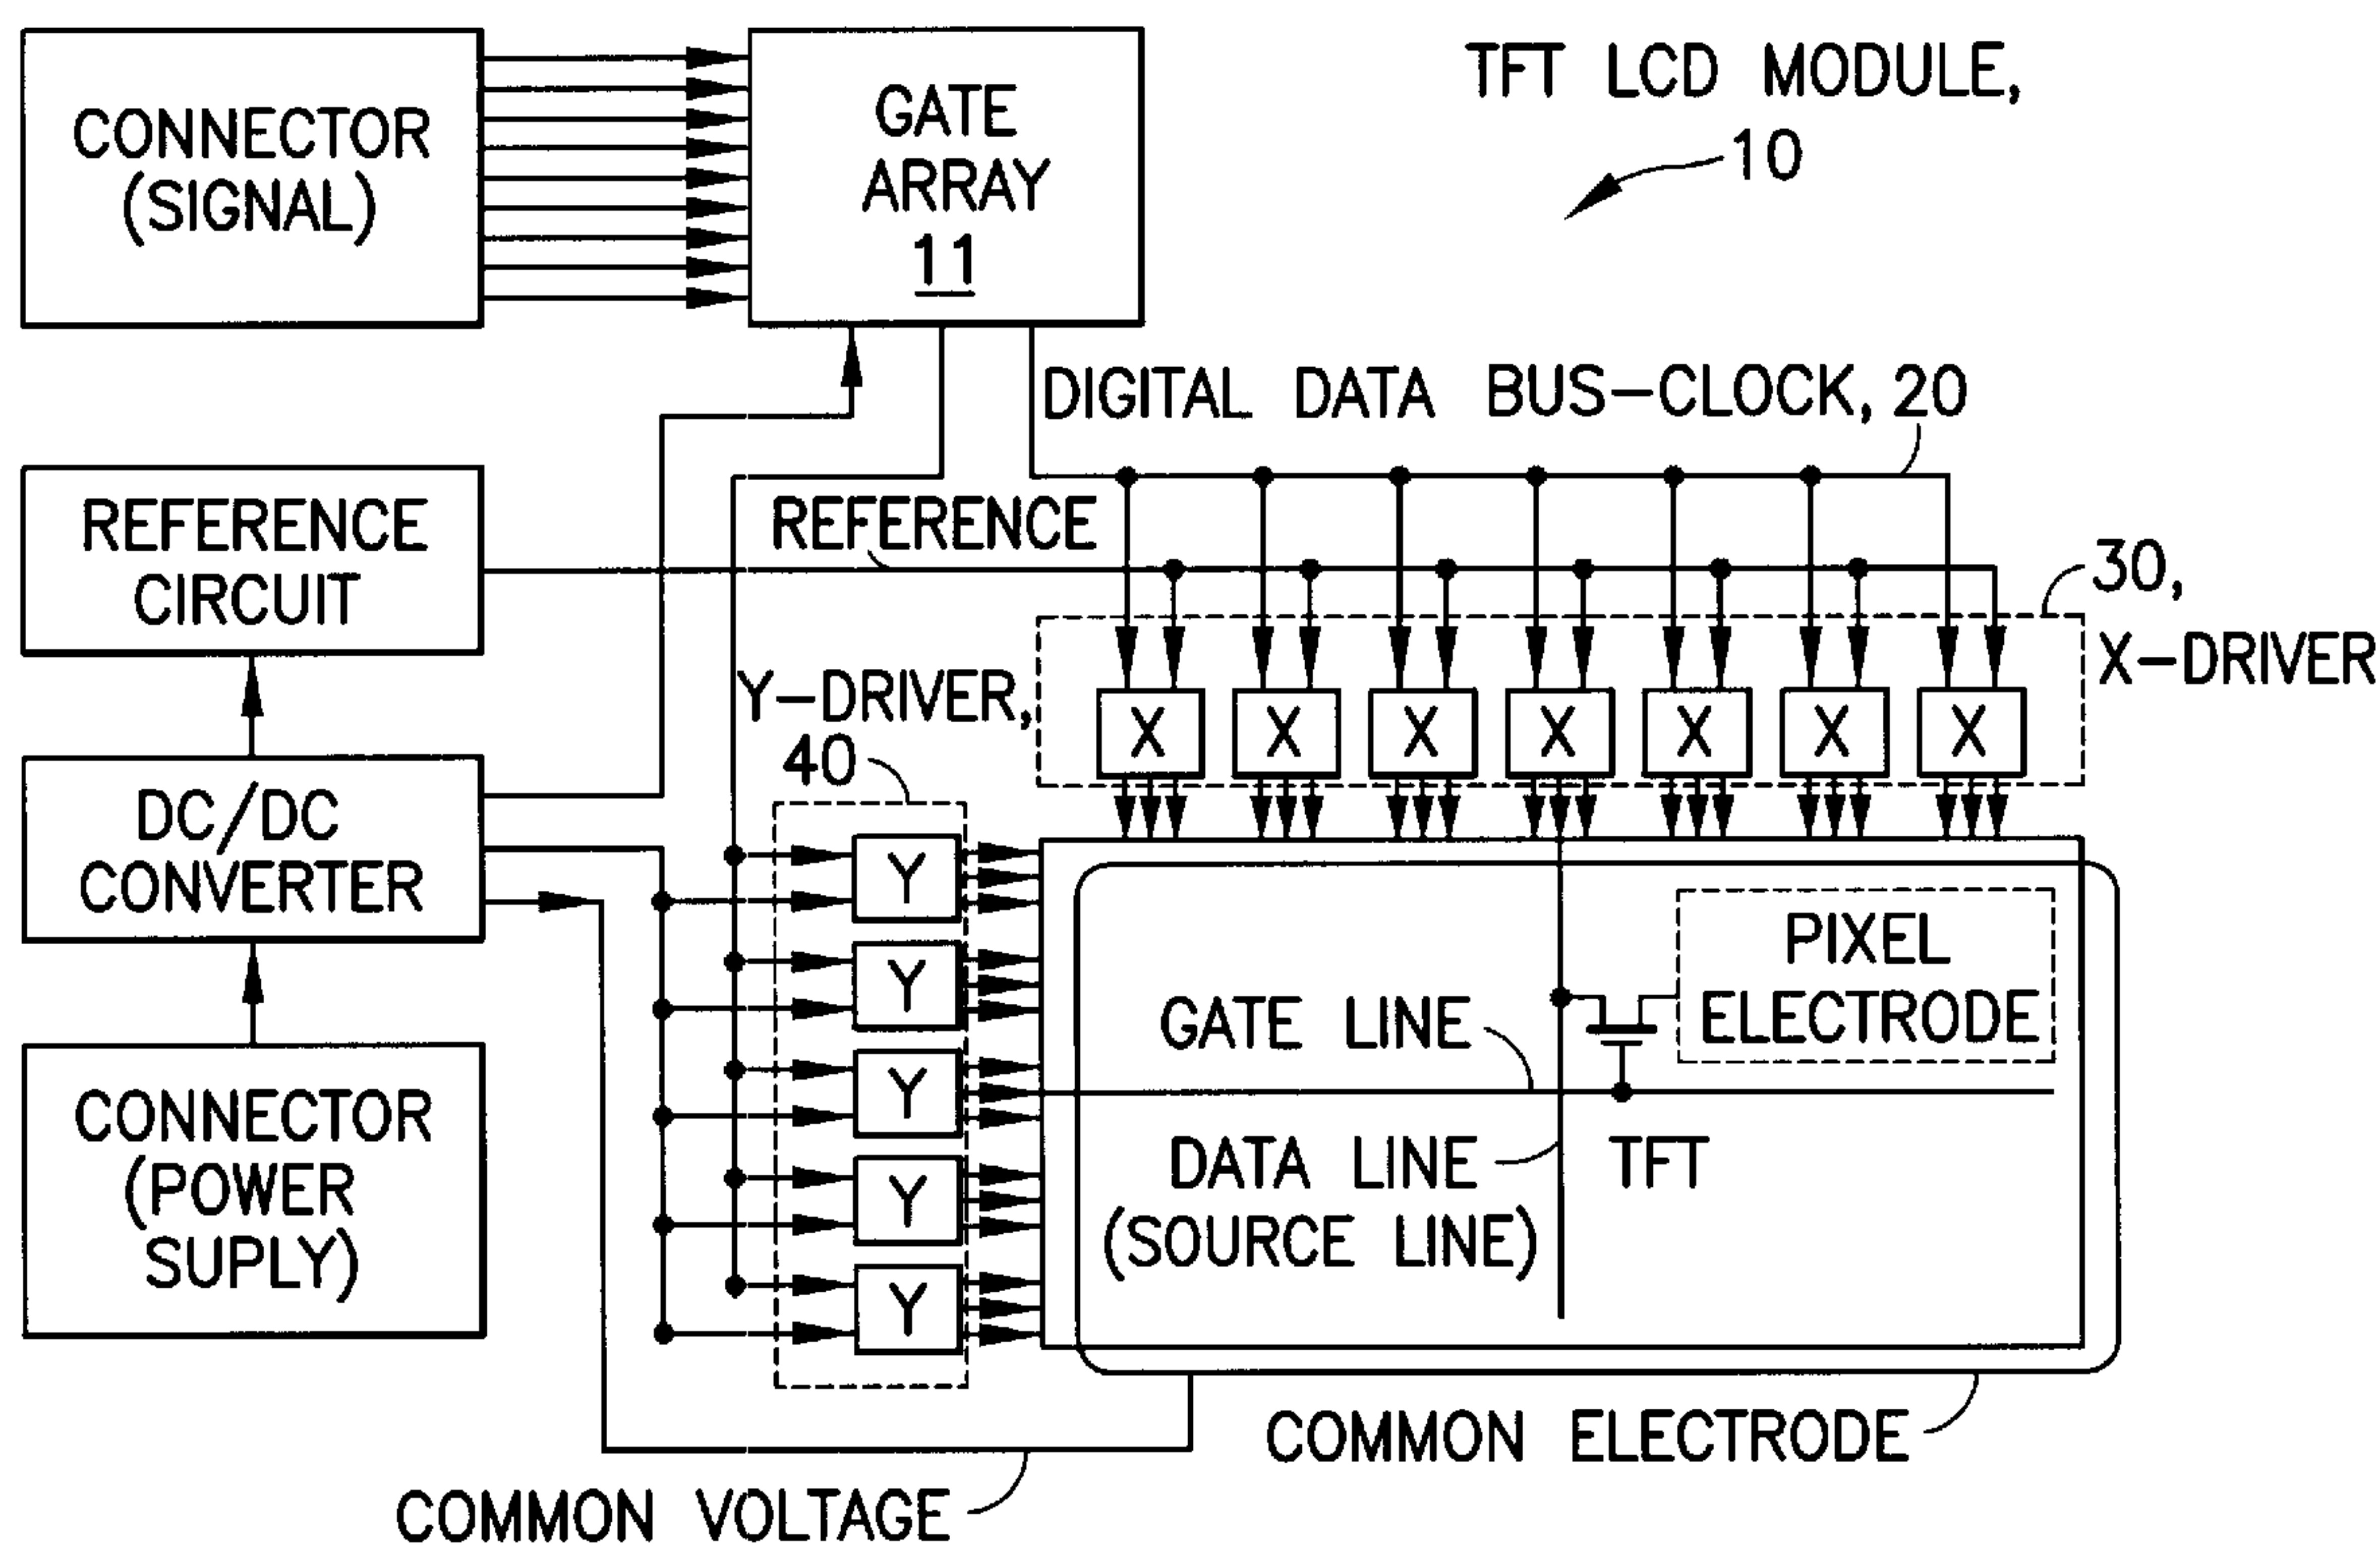 CONNECTOR
(SIGNAL)
GATE
ARRAY
11
TFT LCD MODULE,
10
DIGITAL DATA BUS-CLOCK, 20
REFERENCE
CIRCUIT
REFERENCE
30,
X-DRIVER
Y-DRIVER,
40
X X X X X X X
DC/DC
CONVERTER
Y
Y
Y
Y
Y
PIXEL
ELECTRODE
GATE LINE
DATA LINE
(SOURCE LINE)
TFT
CONNECTOR
(POWER
SUPLY)
COMMON ELECTRODE
COMMON VOLTAGE